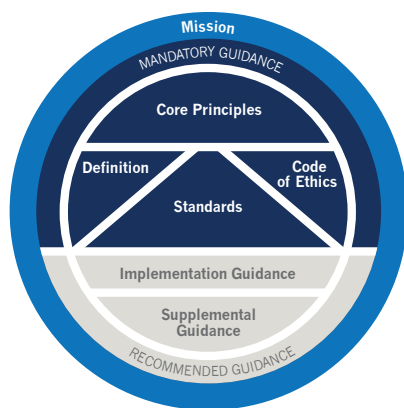 Mission
MANDATORY GUIDANCE
Core Principles
Definition
Code
of Ethics
Standards
Implementation Guidance
Supplemental
Guidance
RECOMMENDED GUIDANCE